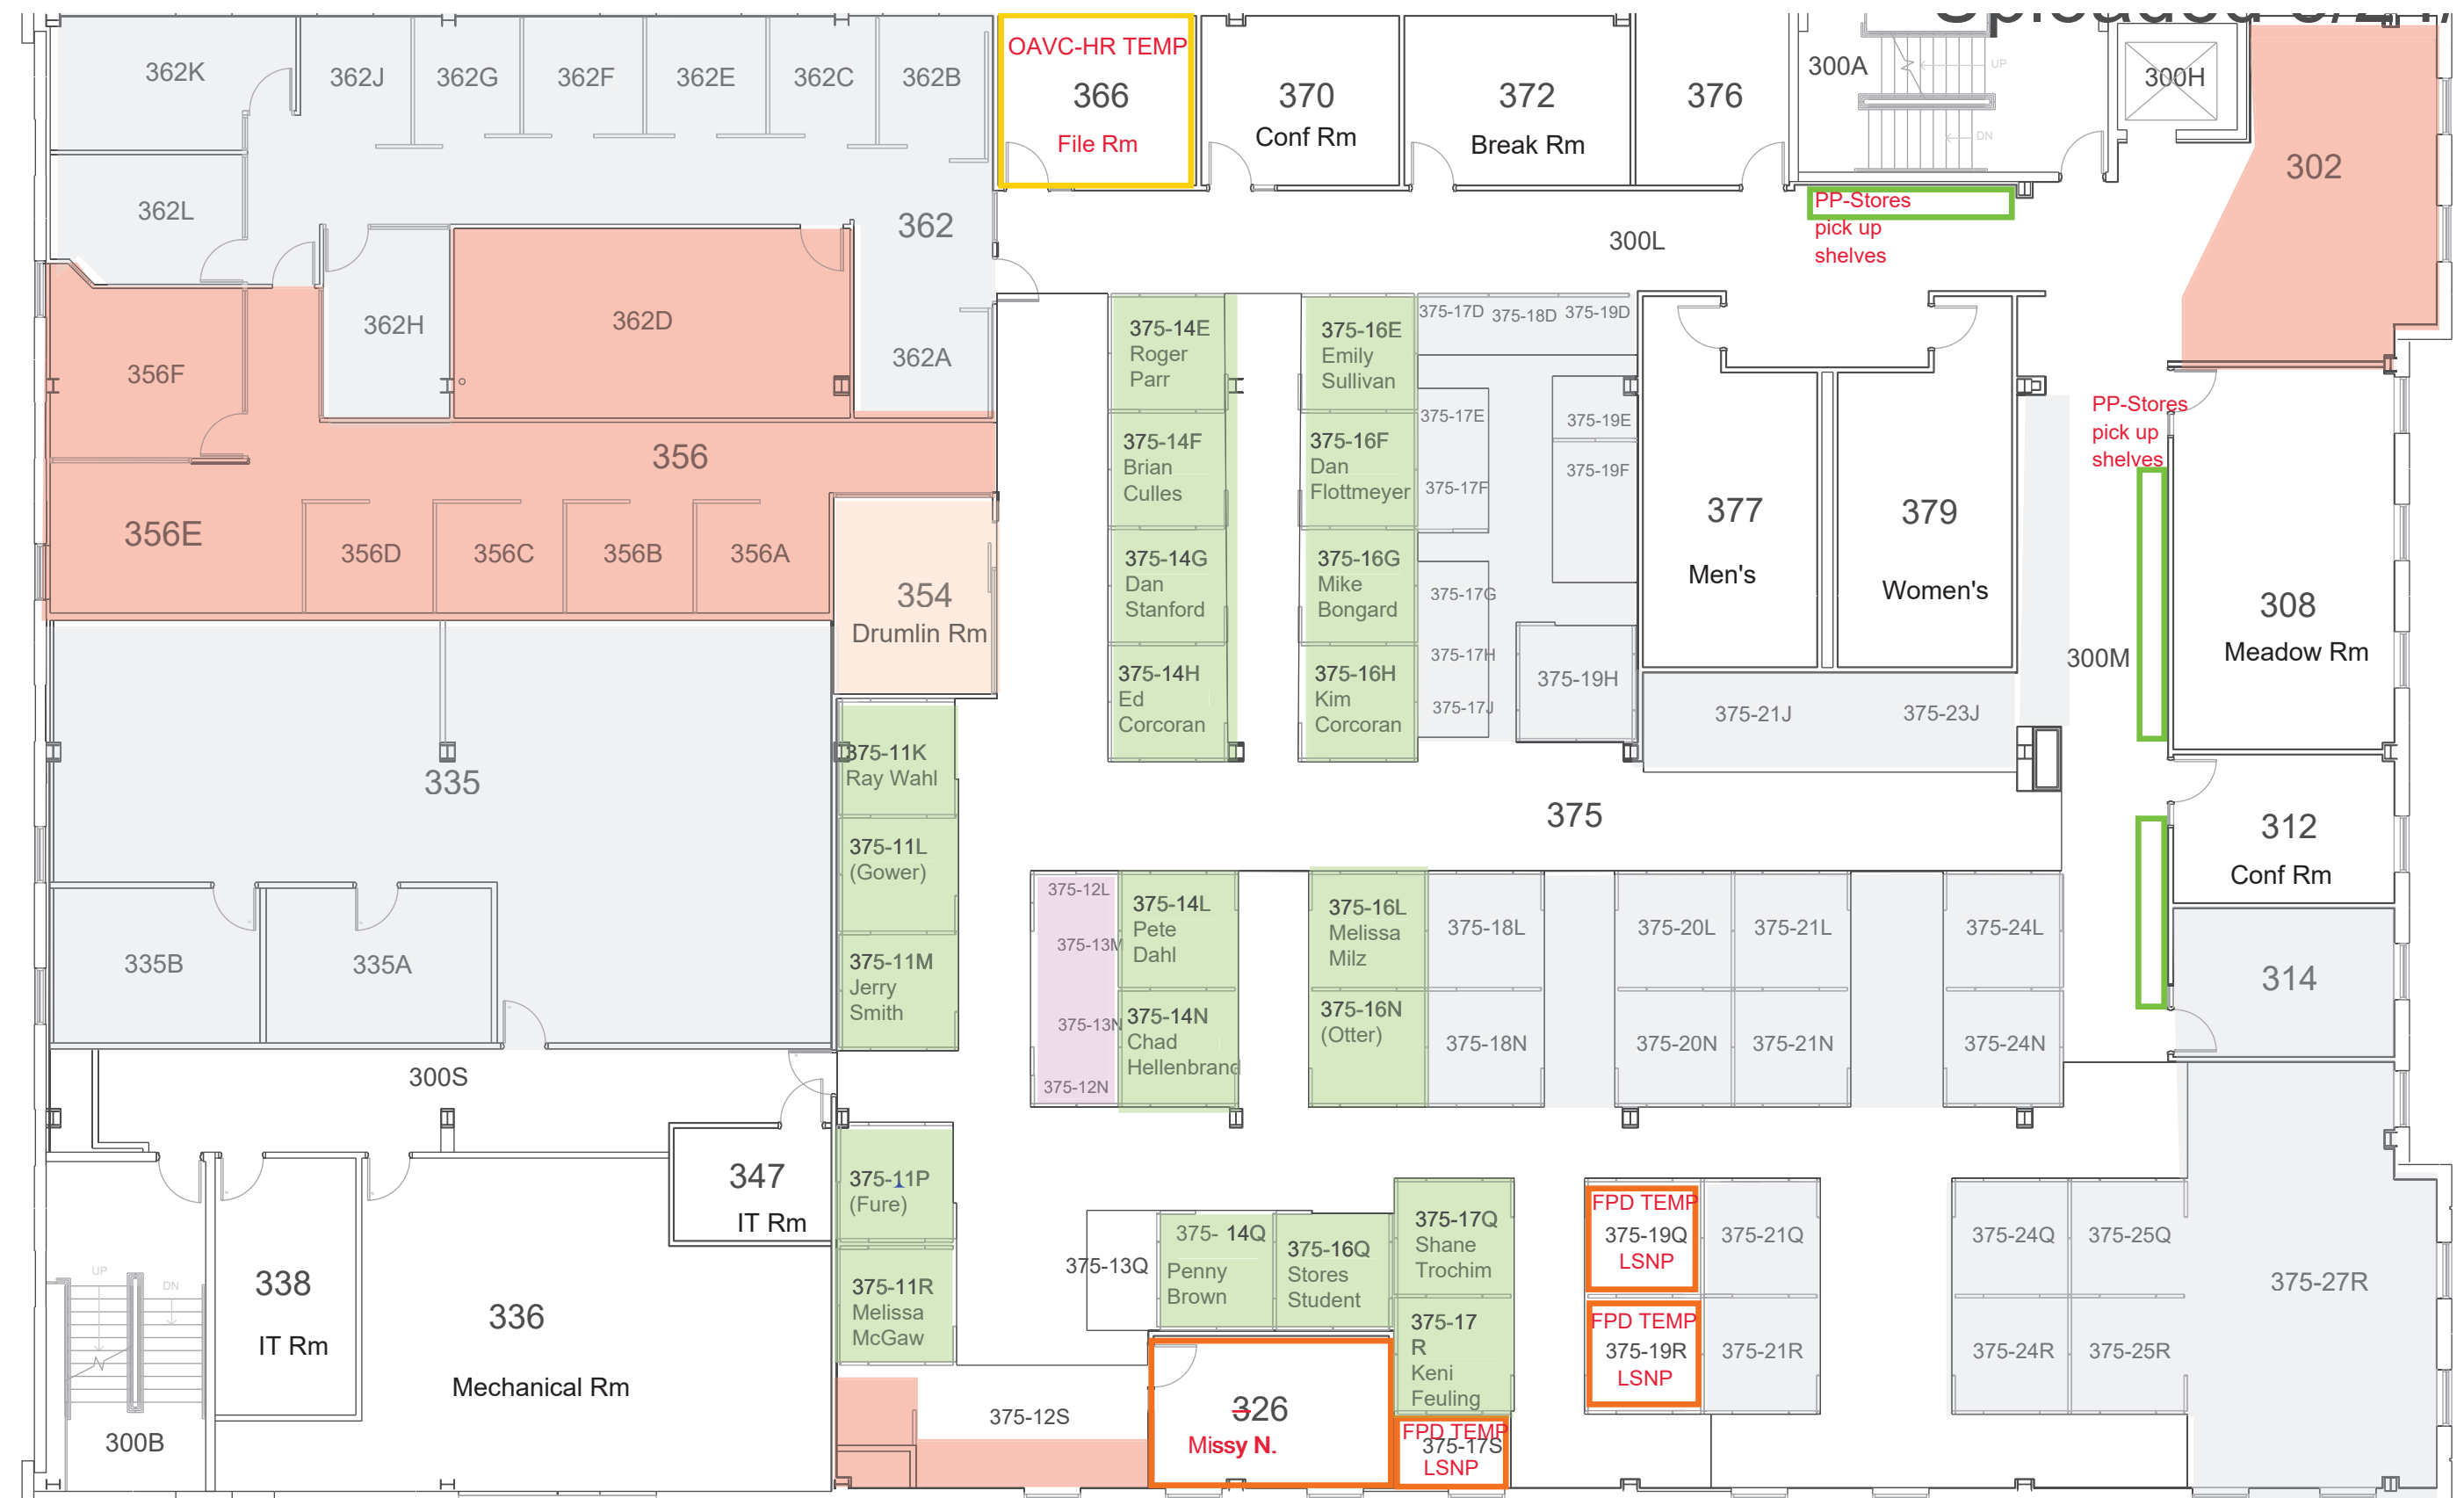 362K
362J
362G
362F
362E
362C
362B
OAVC-HR TEMP
366
File Rm
370
Conf Rm
372
Break Rm
376
300A
UP
DN
300H
302
362L
362
PP-Stores
pick up
shelves
300L
362H
362D
362A
356F
356
356E
356D
356C
356B
356A
354
Drumlin Rm
375-14E
Roger
Parr
375-14F
Brian
Culles
375-14G
Dan
Stanford
375-14H
Ed
Corcoran
375-16E
Emily
Sullivan
375-16F
Dan
Flottmeyer
375-16G
Mike
Bongard
375-16H
Kim
Corcoran
375-17D
375-18D
375-19D
375-17E
375-19E
375-17F
375-19F
375-17G
375-17H
375-17J
375-19H
377
Men's
379
Women's
375-21J
375-23J
PP-Stores
pick up
shelves
300M
308
Meadow Rm
312
Conf Rm
314
335
335B
335A
375-11K
Ray Wahl
375-11L
(Gower)
375-11M
Jerry
Smith
375
375-12L
375-13M
375-13N
375-12N
375-14L
Pete
Dahl
375-14N
Chad
Hellenbrand
375-16L
Melissa
Milz
375-16N
(Otter)
375-18L
375-18N
375-20L
375-21L
375-20N
375-21N
375-24L
375-24N
300S
347
IT Rm
338
IT Rm
336
Mechanical Rm
UP
DN
300B
375-11P
(Fure)
375-11R
Melissa
McGaw
375-12S
375-13Q
375- 14Q
Penny
Brown
375-16Q
Stores
Student
375-17Q
Shane
Trochim
375-17
R
Keni
Feuling
326
Missy N.
FPD TEMP
375-17S
LSNP
FPD TEMP
375-19Q
LSNP
FPD TEMP
375-19R
LSNP
375-21Q
375-21R
375-24Q
375-25Q
375-24R
375-25R
375-27R